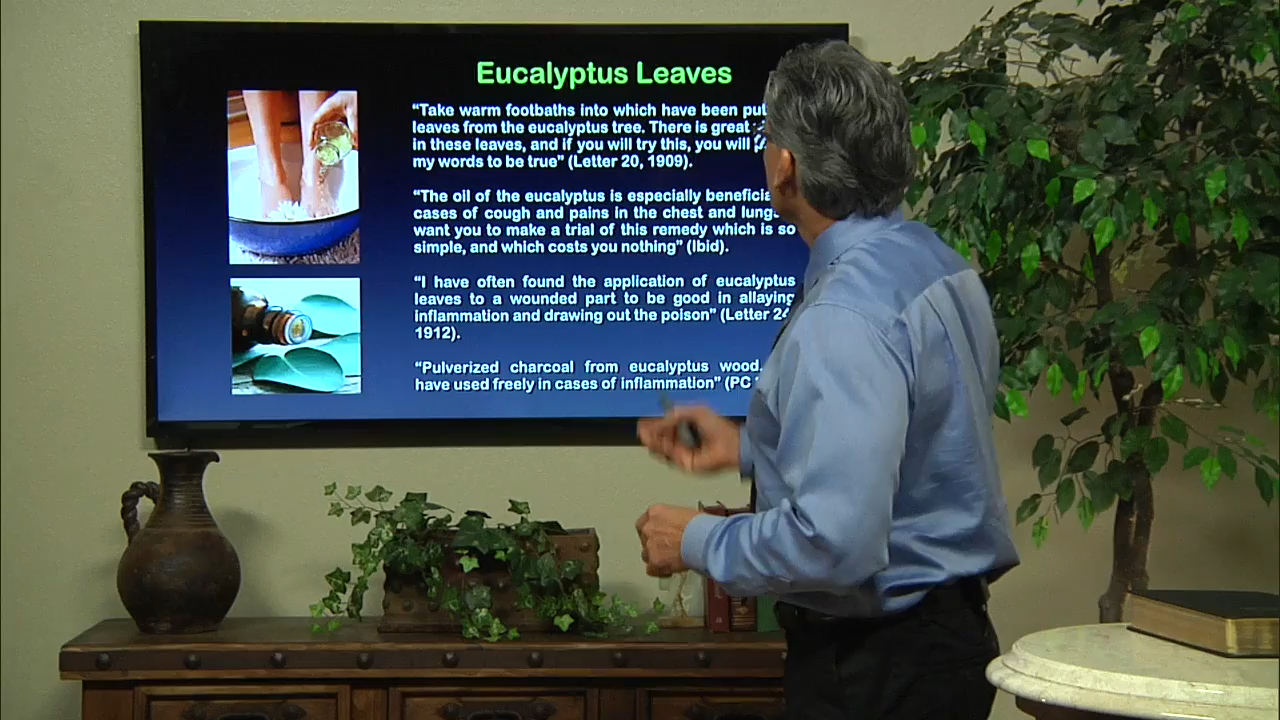 Eucalyptus Leaves
“Take warm footbaths into which have been put
leaves from the eucalyptus tree. There is great
in these leaves, and if you will try this, you will
my words to be true” (Letter 20, 1909).
“The oil of the eucalyptus is especially
cases of cough and pains in the chest and
want you to make a trial of this remedy which is so
simple, and which costs you nothing” (Ibid).
“I have often found the application of eucalyptus
leaves to a wounded part to be good in allaying
inflammation and drawing out the poison” (Letter
1912).
“Pulverized charcoal from eucalyptus wood.
have used freely in cases of inflammation” (PC